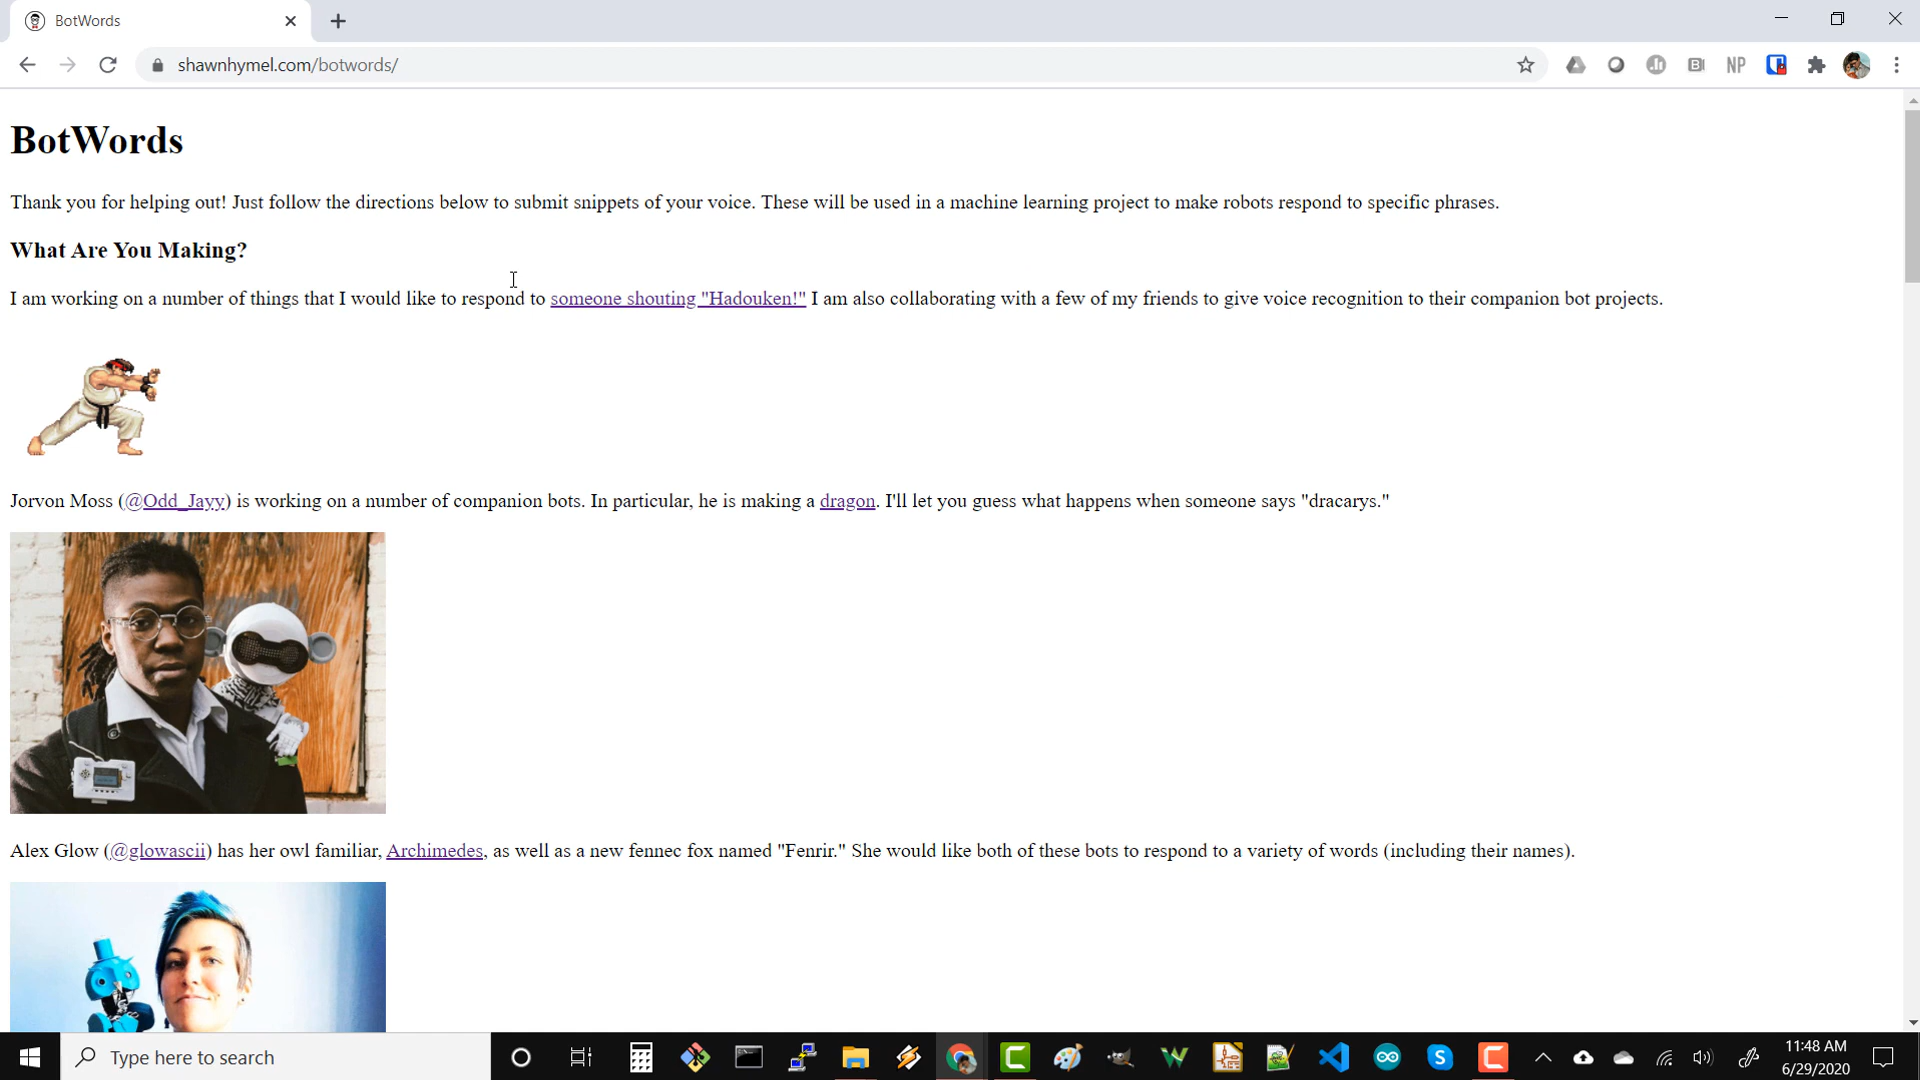 BotWords
shawnhymel.com/botwords/
NP
BotWords
Thank you for helping out! Just follow the directions below to submit snippets of your voice. These will be used in a machine learning project to make robots respond to specific phrases.
What Are You Making?
I am working on a number of things that I would like to respond to someone shouting "Hadouken!" I am also collaborating with a few of my friends to give voice recognition to their companion bot projects.
Jorvon Moss (@Odd_Jayy) is working on a number of companion bots. In particular, he is making a dragon. I'll let you guess what happens when someone says "dracarys."
Alex Glow (@glowascii) has her owl familiar, Archimedes, as well as a new fennec fox named "Fenrir." She would like both of these bots to respond to a variety of words (including their names).
Type here to search
11:48 AM
6/29/2020